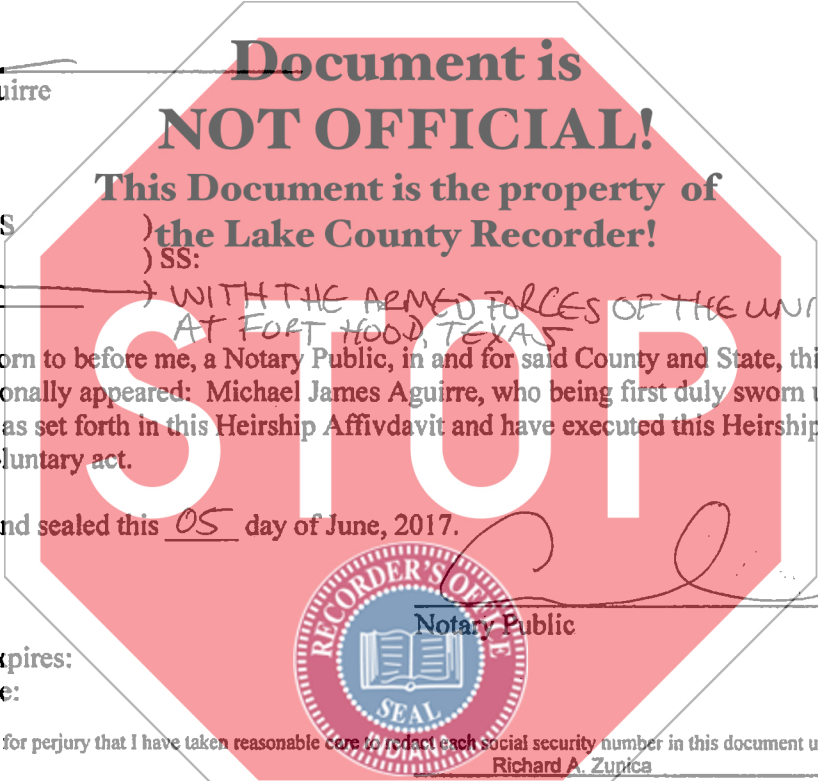 Document is
uirre
NOT OFFICIAL!
This Document is the property of
S )
the Lake County Recorder!
) SS:
) WITH THE ARMED FORCES OF THE UNI
AT FORT HOOD, TEXAS
STOP
orn to before me, a Notary Public, in and for said County and State, thi
onally appeared: Michael James Aguirre, who being first duly sworn u
as set forth in this Heirship Affivdavit and have executed this Heirship
luntary act.
nd sealed this 05 day of June, 2017.
RECORDER'S OFFICE
SEAL
Notary Public
xpires:
e:
for perjury that I have taken reasonable care to redact each social security number in this document u
Richard A. Zunica